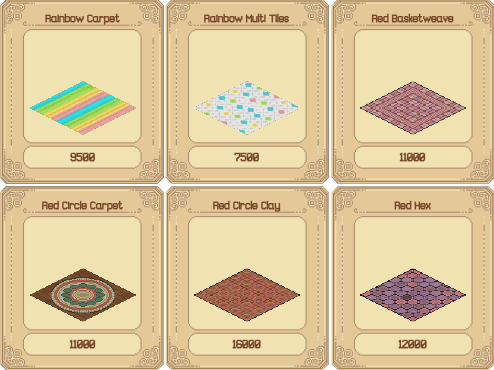 Rainbow Carpet
Rainbow Multi Tiles
Red Basketweave
9500
7500
11000
Red Circle Carpet
Red Circle Clay
Red Hex
11000
16000
12000